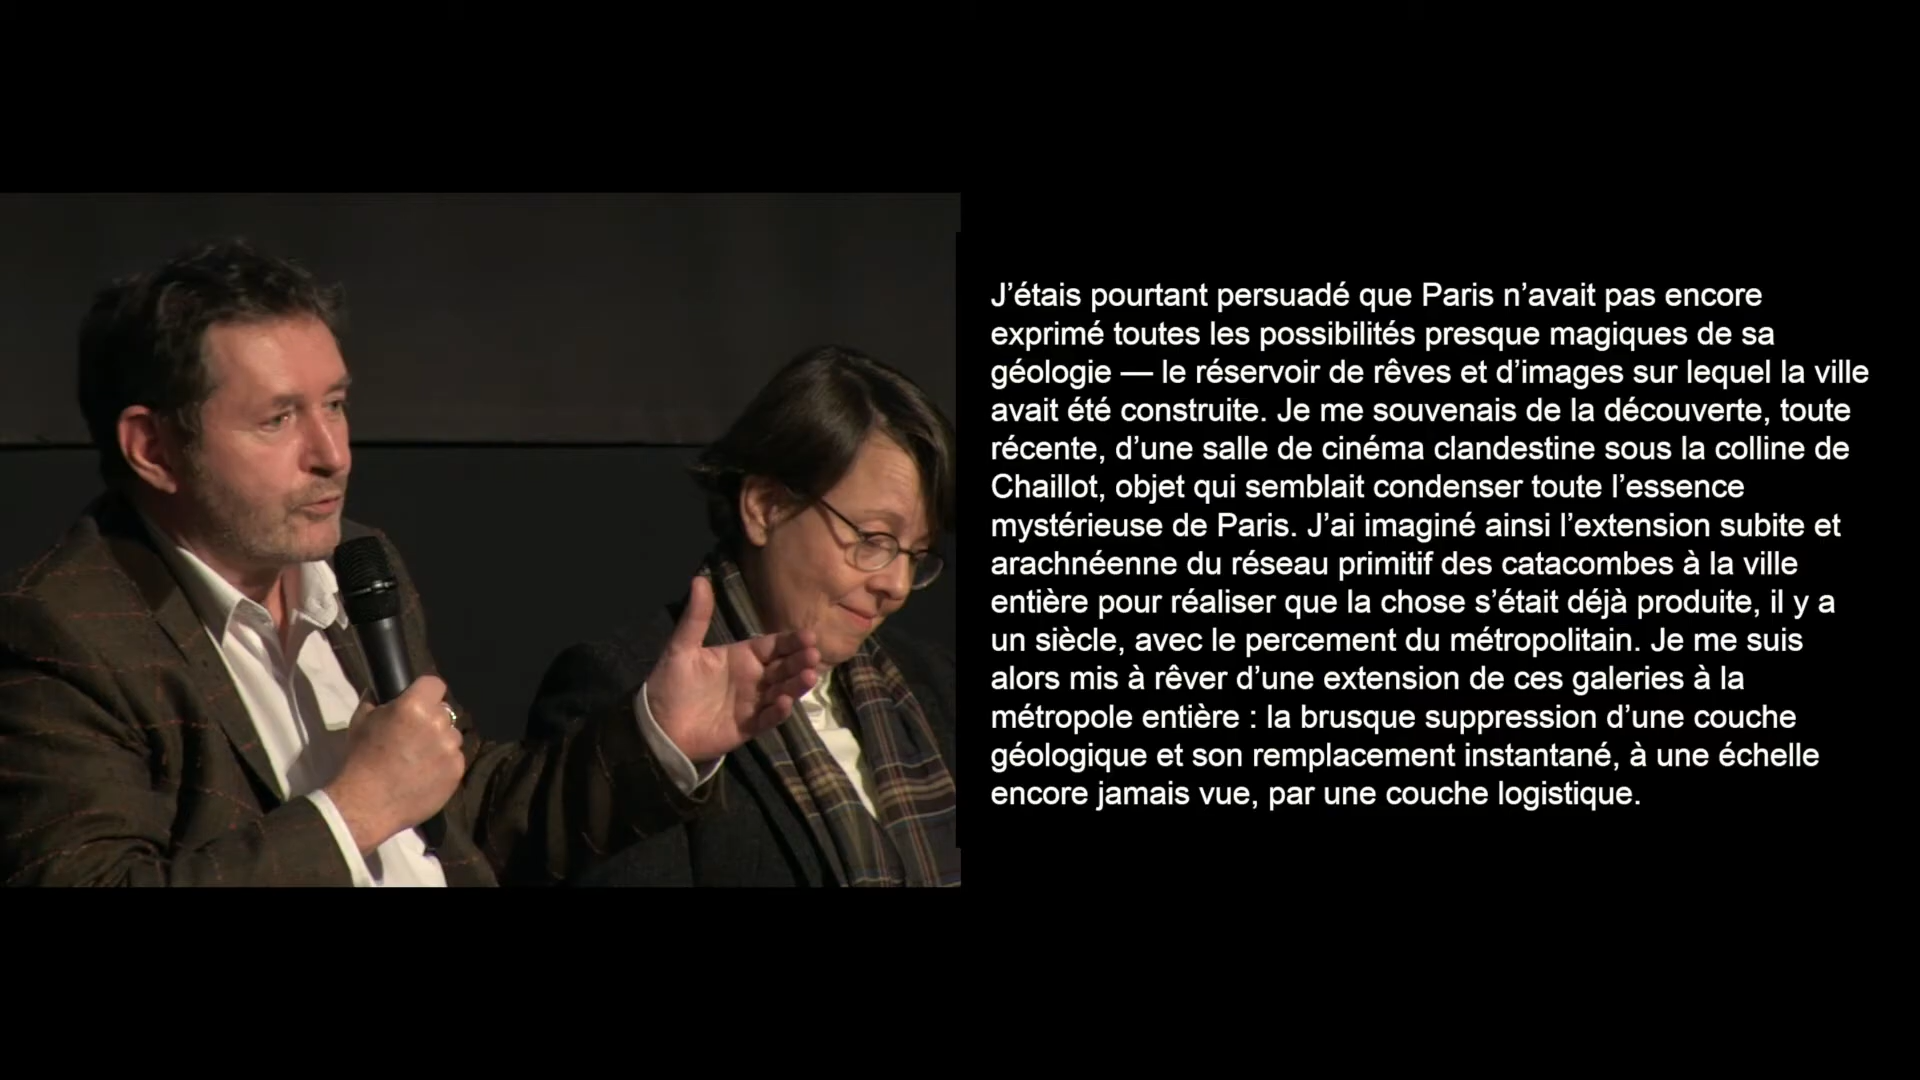 J’étais pourtant persuadé que Paris n’avait pas encore
exprimé toutes les possibilités presque magiques de sa
géologie — le réservoir de rêves et d’images sur lequel la ville
avait été construite. Je me souvenais de la découverte, toute
récente, d’une salle de cinéma clandestine sous la colline de
Chaillot, objet qui semblait condenser toute l’essence
mystérieuse de Paris. J’ai imaginé ainsi l’extension subite et
arachnéenne du réseau primitif des catacombes à la ville
entière pour réaliser que la chose s’était déjà produite, il y a
un siècle, avec le percement du métropolitain. Je me suis
alors mis à rêver d’une extension de ces galeries à la
métropole entière : la brusque suppression d’une couche
géologique et son remplacement instantané, à une échelle
encore jamais vue, par une couche logistique.